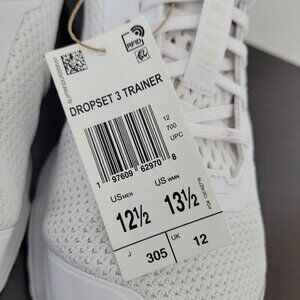 RFID
DROPSET 3 TRAINER
12
700
UPC
1 97609 62970 8
US MEN
US WMN.
12½
13½
J
305
UK
12